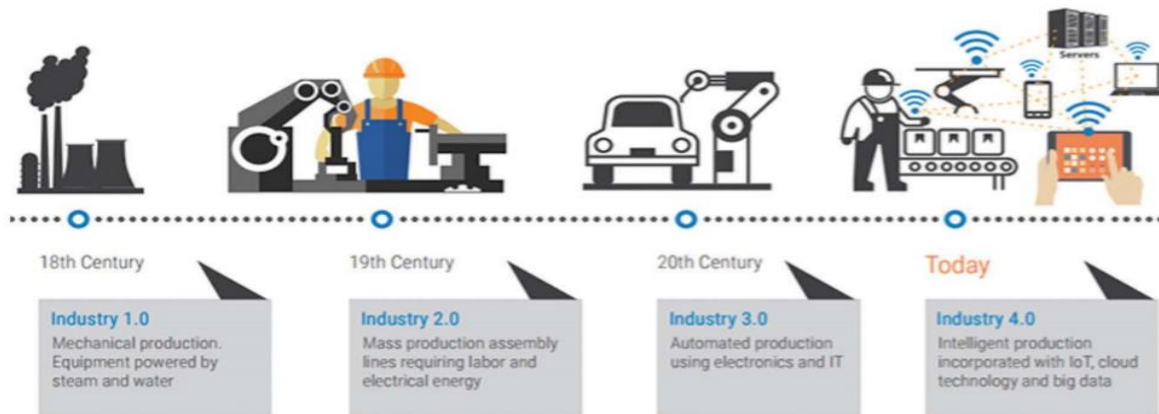 Servers
18th Century
19th Century
20th Century
Today
Industry 1.0
Mechanical production.
Equipment powered by
steam and water
Industry 2.0
Mass production assembly
lines requiring labor and
electrical energy
Industry 3.0
Automated production
using electronics and IT
Industry 4.0
Intelligent production
incorporated with IoT, cloud
technology and big data